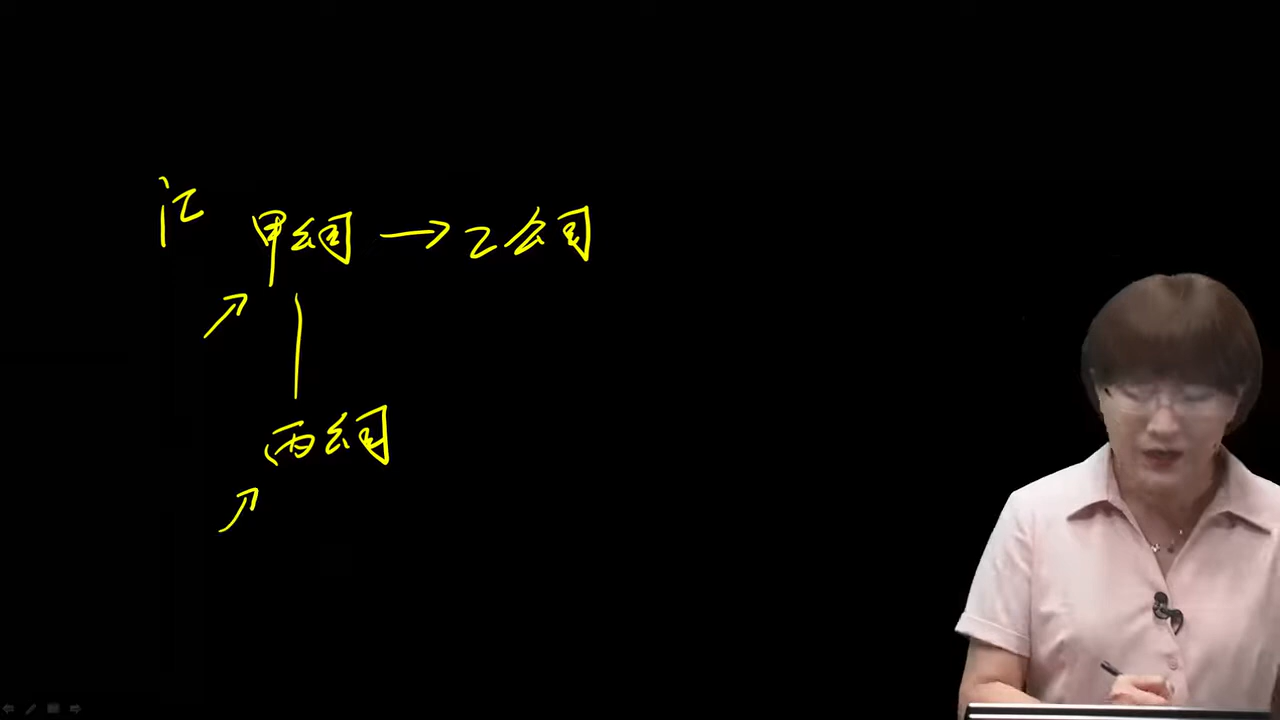 汇
甲公司 → 乙公司
丙公司